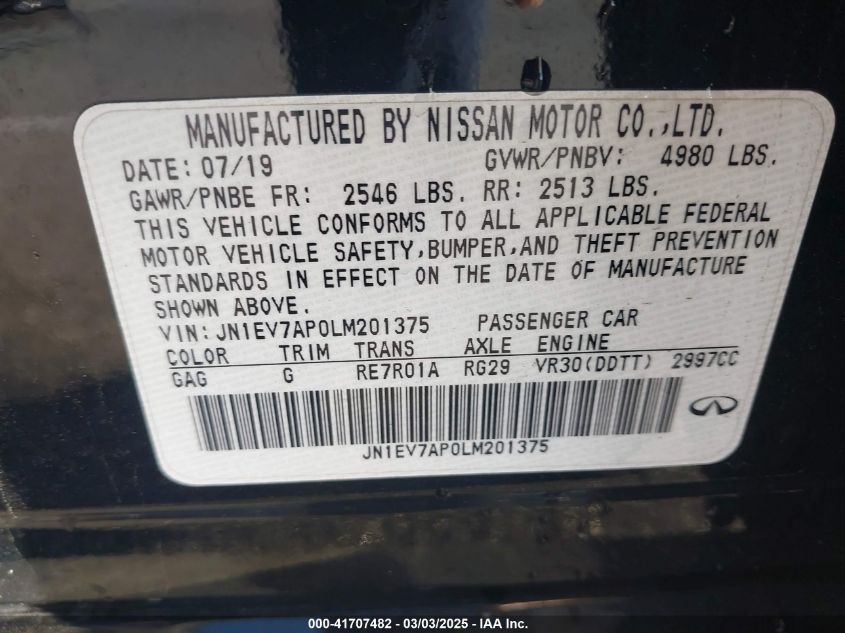 MANUFACTURED BY NISSAN MOTOR CO.,LTD.
DATE: 07/19 GVWR/PNBV: 4980 LBS.
GAWR/PNBE FR: 2546 LBS. RR: 2513 LBS.
THIS VEHICLE CONFORMS TO ALL APPLICABLE FEDERAL
MOTOR VEHICLE SAFETY,BUMPER,AND THEFT PREVENTION
STANDARDS IN EFFECT ON THE DATE OF MANUFACTURE
SHOWN ABOVE.
VIN: JN1EV7AP0LM201375 PASSENGER CAR
COLOR TRIM TRANS AXLE ENGINE
GAG G RE7R01A RG29 VR30(DDTT) 2997CC
JN1EV7AP0LM201375
000-41707482 - 03/03/2025 - IAA Inc.